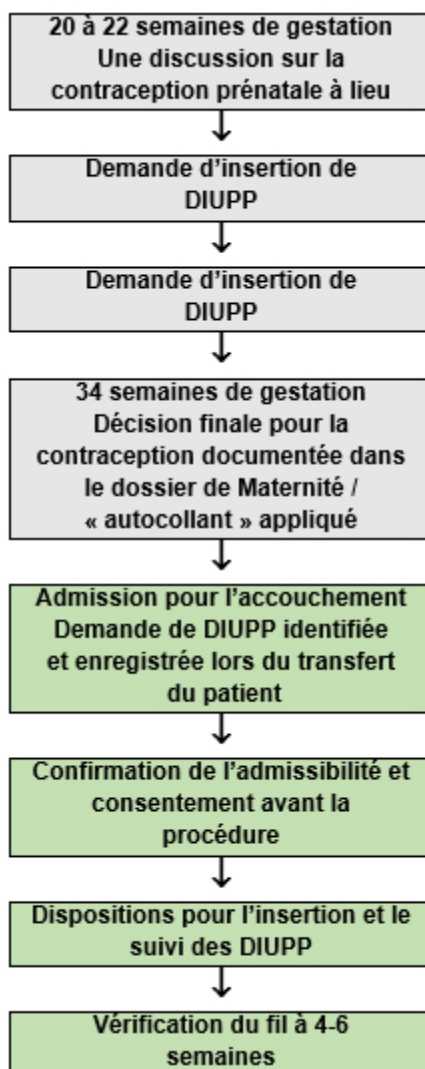 20 à 22 semaines de gestation
Une discussion sur la
contraception prénatale à lieu
Demande d'insertion de
DIUPP
Demande d'insertion de
DIUPP
34 semaines de gestation
Décision finale pour la
contraception documentée dans
le dossier de Maternité /
« autocollant » appliqué
Admission pour l'accouchement
Demande de DIUPP identifiée
et enregistrée lors du transfert
du patient
Confirmation de l'admissibilité et
consentement avant la
procédure
Dispositions pour l'insertion et le
suivi des DIUPP
Vérification du fil à 4-6
semaines